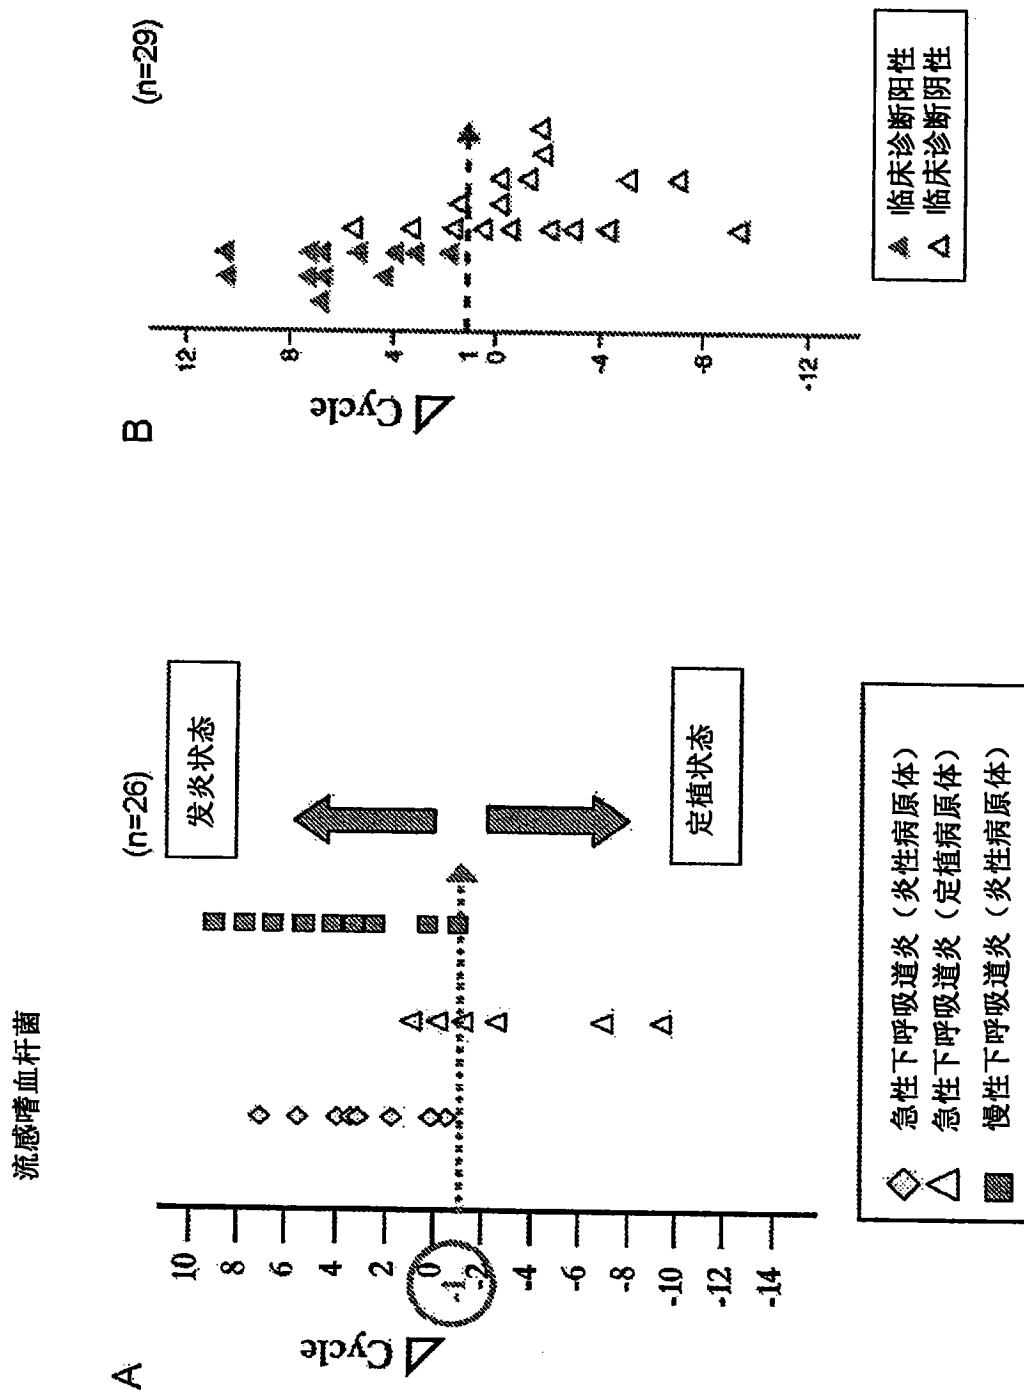 流感嗜血杆菌
A
(n=26)
△ Cycle
10
8
6
4
2
0
-1
-2
-4
-6
-8
-10
-12
-14
发炎状态
定植状态
急性下呼吸道炎（炎性病原体）
急性下呼吸道炎（定植病原体）
慢性下呼吸道炎（炎性病原体）
B
(n=29)
△ Cycle
12
8
4
1
0
-4
-8
-12
临床诊断阳性
临床诊断阴性